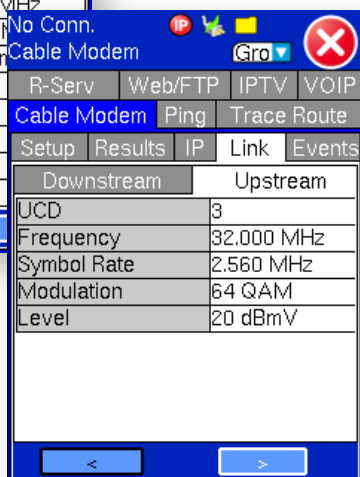 MHz
No Conn.
IP
Cable Modem
Gro
R-Serv Web/FTP IPTV VOIP
Cable Modem Ping Trace Route
Setup Results IP Link Events
Downstream Upstream
UCD 3
Frequency 32.000 MHz
Symbol Rate 2.560 MHz
Modulation 64 QAM
Level 20 dBmV
< >